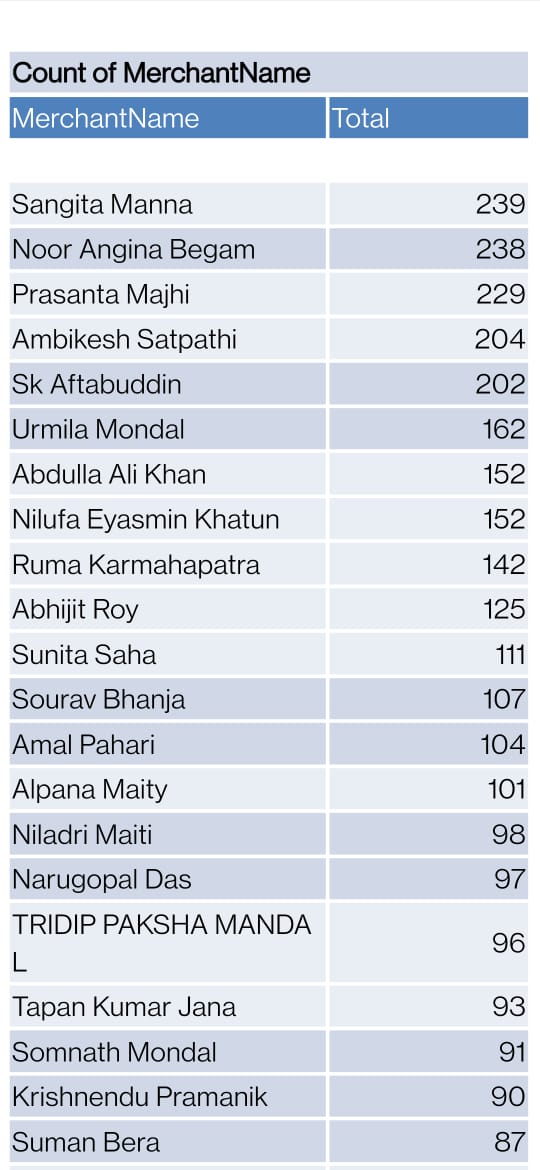 Count of MerchantName
MerchantName Total
Sangita Manna 239
Noor Angina Begam 238
Prasanta Majhi 229
Ambikesh Satpathi 204
Sk Aftabuddin 202
Urmila Mondal 162
Abdulla Ali Khan 152
Nilufa Eyasmin Khatun 152
Ruma Karmahapatra 142
Abhijit Roy 125
Sunita Saha 111
Sourav Bhanja 107
Amal Pahari 104
Alpana Maity 101
Niladri Maiti 98
Narugopal Das 97
TRIDIP PAKSHA MANDA
L 96
Tapan Kumar Jana 93
Somnath Mondal 91
Krishnendu Pramanik 90
Suman Bera 87